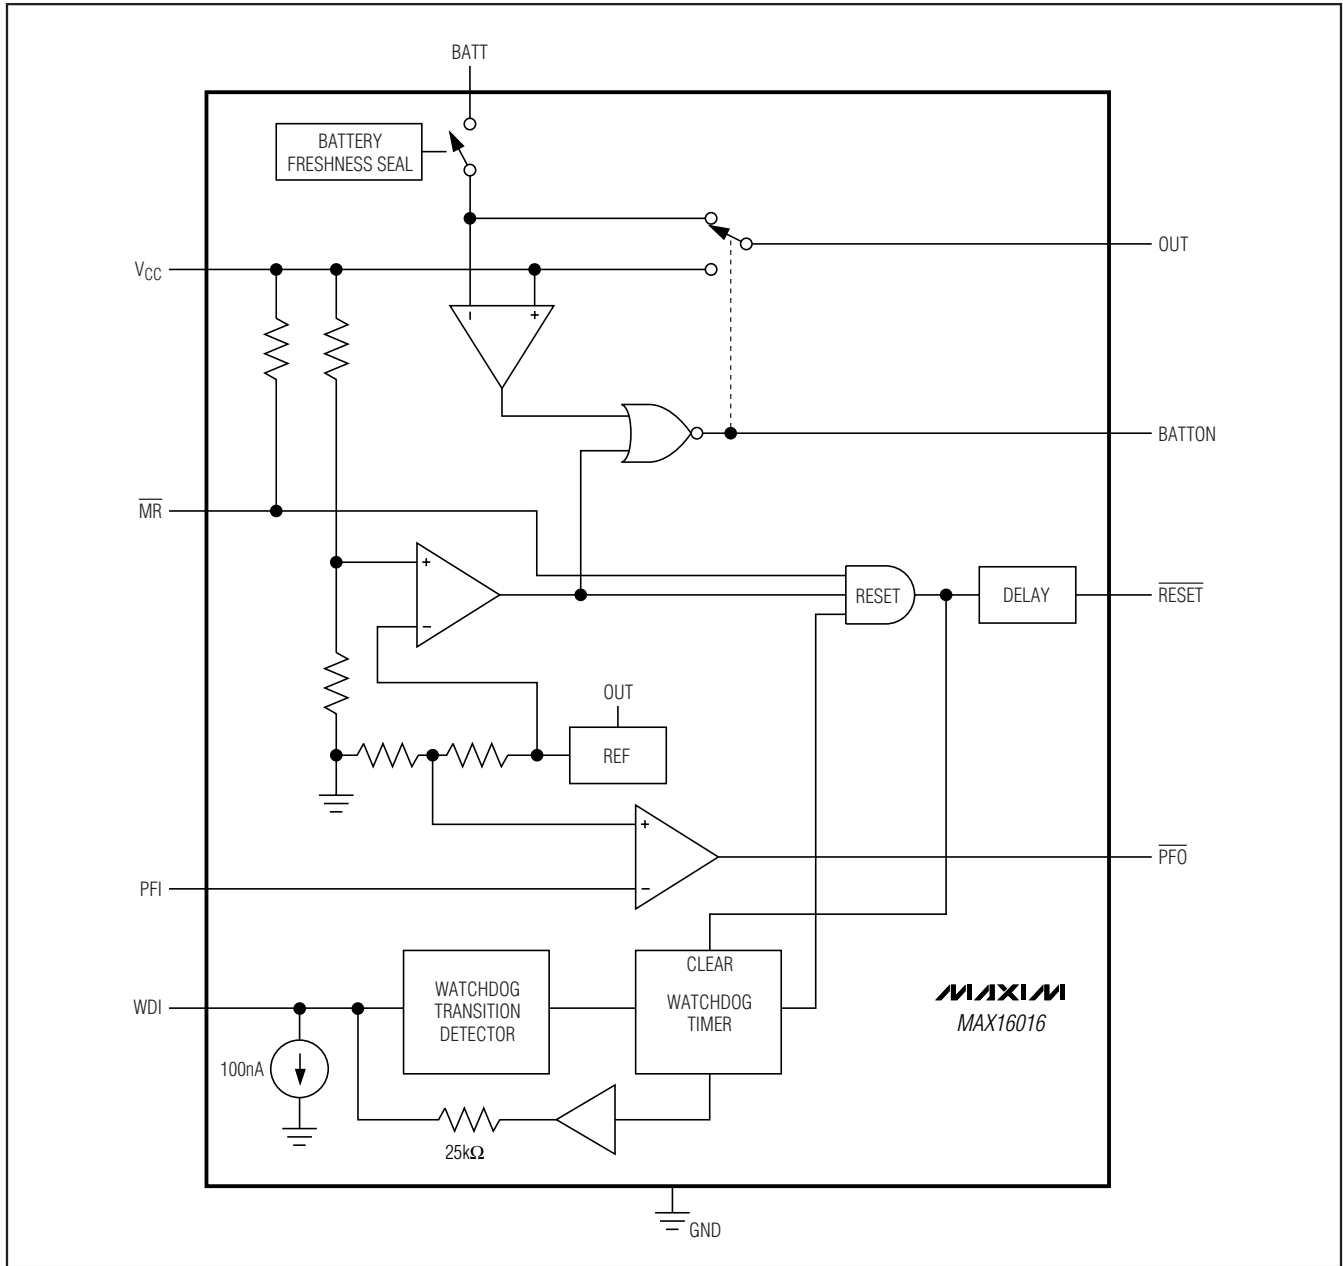 BATT
BATTERY
FRESHNESS SEAL
OUT
VCC
+
BATTON
MR
+
RESET
DELAY
RESET
−
OUT
REF
+
PFO
PFI
−
CLEAR
WATCHDOG
TRANSITION
DETECTOR
WATCHDOG
TIMER
WDI
MAXIM
MAX16016
100nA
25kΩ
GND